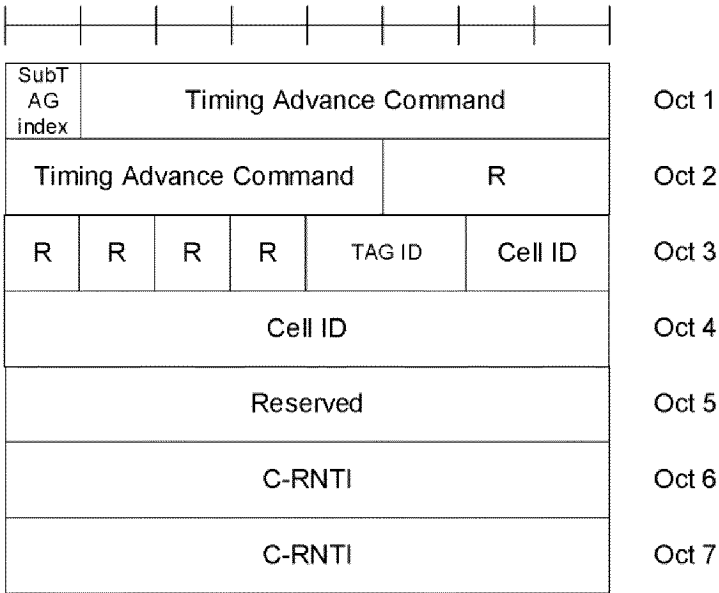 SubT
AG
index
Timing Advance Command
Oct 1
Timing Advance Command
R
Oct 2
R
R
R
R
TAG ID
Cell ID
Oct 3
Cell ID
Oct 4
Reserved
Oct 5
C-RNTI
Oct 6
C-RNTI
Oct 7